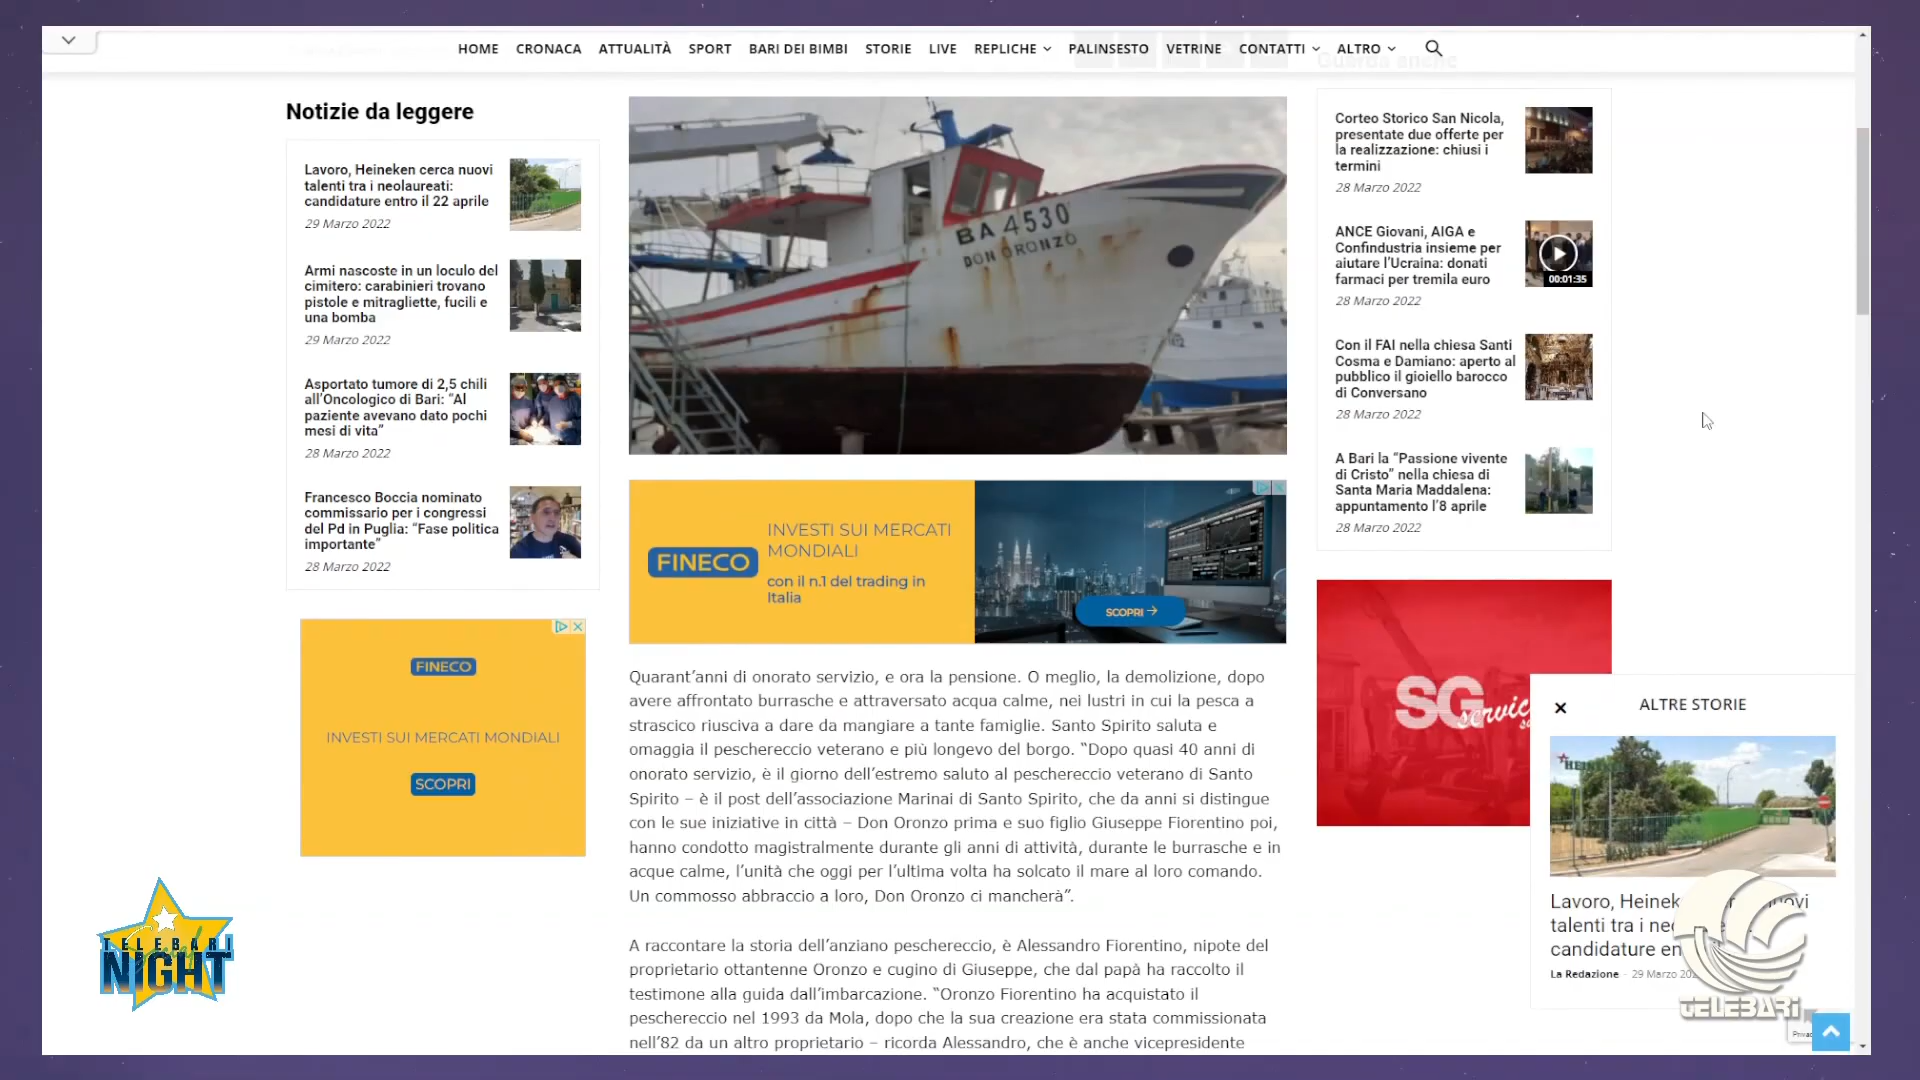 HOME CRONACA ATTUALITÀ SPORT BARI DEI BIMBI STORIE LIVE REPLICHE PALINSESTO VETRINE CONTATTI ALTRO
Guarda anche
Notizie da leggere
Lavoro, Heineken cerca nuovi
talenti tra i neolaureati:
candidature entro il 22 aprile
29 Marzo 2022
Armi nascoste in un loculo del
cimitero: carabinieri trovano
pistole e mitragliette, fucili e
una bomba
29 Marzo 2022
Asportato tumore di 2,5 chili
all’Oncologico di Bari: “Al
paziente avevano dato pochi
mesi di vita”
28 Marzo 2022
Francesco Boccia nominato
commissario per i congressi
del Pd in Puglia: “Fase politica
importante”
28 Marzo 2022
FINECO
INVESTI SUI MERCATI MONDIALI
SCOPRI
TELEBARI
NIGHT
BA 4530
DON ORONZO
FINECO
INVESTI SUI MERCATI
MONDIALI
con il n.1 del trading in
Italia
SCOPRI
Quarant’anni di onorato servizio, e ora la pensione. O meglio, la demolizione, dopo
avere affrontato burrasche e attraversato acqua calme, nei lustri in cui la pesca a
strascico riusciva a dare da mangiare a tante famiglie. Santo Spirito saluta e
omaggia il peschereccio veterano e più longevo del borgo. “Dopo quasi 40 anni di
onorato servizio, è il giorno dell’estremo saluto al peschereccio veterano di Santo
Spirito – è il post dell’associazione Marinai di Santo Spirito, che da anni si distingue
con le sue iniziative in città – Don Oronzo prima e suo figlio Giuseppe Fiorentino poi,
hanno condotto magistralmente durante gli anni di attività, durante le burrasche e in
acque calme, l’unità che oggi per l’ultima volta ha solcato il mare al loro comando.
Un commosso abbraccio a loro, Don Oronzo ci mancherà”.
A raccontare la storia dell’anziano peschereccio, è Alessandro Fiorentino, nipote del
proprietario ottantenne Oronzo e cugino di Giuseppe, che dal papà ha raccolto il
testimone alla guida dall’imbarcazione. “Oronzo Fiorentino ha acquistato il
peschereccio nel 1993 da Mola, dopo che la sua creazione era stata commissionata
nell’82 da un altro proprietario – ricorda Alessandro, che è anche vicepresidente
Corteo Storico San Nicola,
presentate due offerte per
la realizzazione: chiusi i
termini
28 Marzo 2022
ANCE Giovani, AIGA e
Confindustria insieme per
aiutare l’Ucraina: donati
farmaci per tremila euro
28 Marzo 2022
00:01:35
Con il FAI nella chiesa Santi
Cosma e Damiano: aperto al
pubblico il gioiello barocco
di Conversano
28 Marzo 2022
A Bari la “Passione vivente
di Cristo” nella chiesa di
Santa Maria Maddalena:
appuntamento l’8 aprile
28 Marzo 2022
SG
ALTRE STORIE
Lavoro,
talenti tra i
candidature
La Redazione - 29 Marzo
TELEBARI